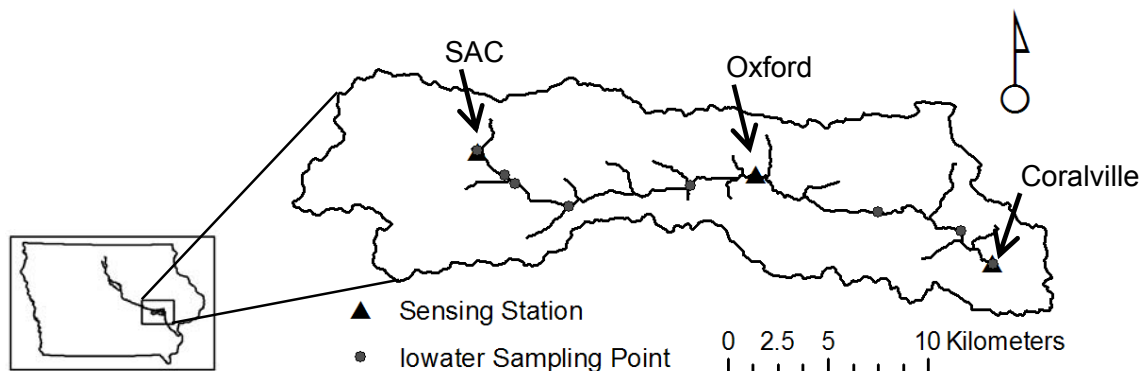 SAC
Oxford
Coralville
Sensing Station
Iowater Sampling Point
0 2.5 5 10 Kilometers